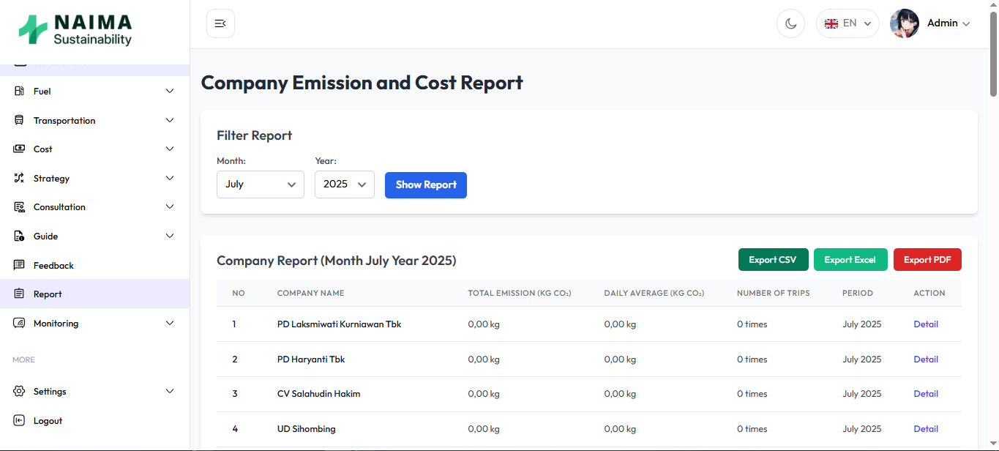 NAIMA
Sustainability
EN
Admin
Fuel
Transportation
Cost
Strategy
Consultation
Guide
Feedback
Report
Monitoring
MORE
Settings
Logout
Company Emission and Cost Report
Filter Report
Month: Year:
July 2025 Show Report
Company Report (Month July Year 2025) Export CSV Export Excel Export PDF
NO COMPANY NAME TOTAL EMISSION (KG CO₂) DAILY AVERAGE (KG CO₂) NUMBER OF TRIPS PERIOD ACTION
1 PD Laksmiwati Kurniawan Tbk 0,00 kg 0,00 kg 0 times July 2025 Detail
2 PD Haryanti Tbk 0,00 kg 0,00 kg 0 times July 2025 Detail
3 CV Salahudin Hakim 0,00 kg 0,00 kg 0 times July 2025 Detail
4 UD Sihombing 0,00 kg 0,00 kg 0 times July 2025 Detail